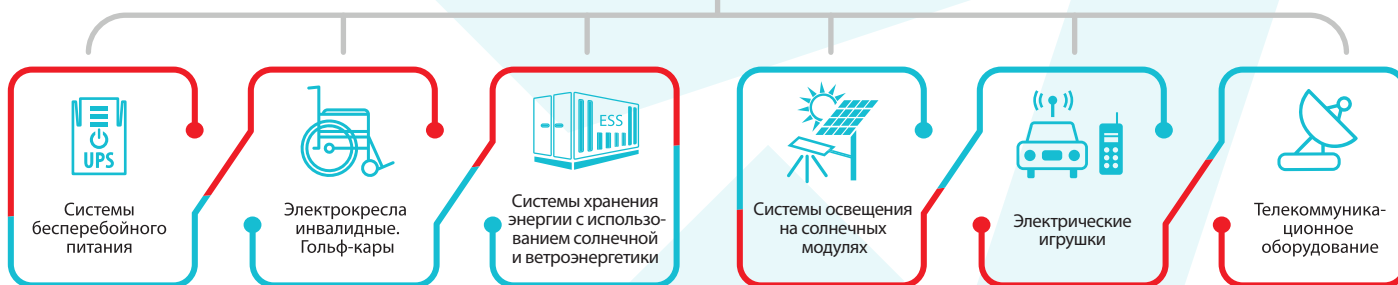 UPS
Системы
бесперебойного
питания
Электрокресла
инвалидные.
Гольф-кары
ESS
Системы хранения
энергии с использо-
ванием солнечной
и ветроэнергетики
Системы освещения
на солнечных
модулях
Электрические
игрушки
Телекоммуника-
ционное
оборудование